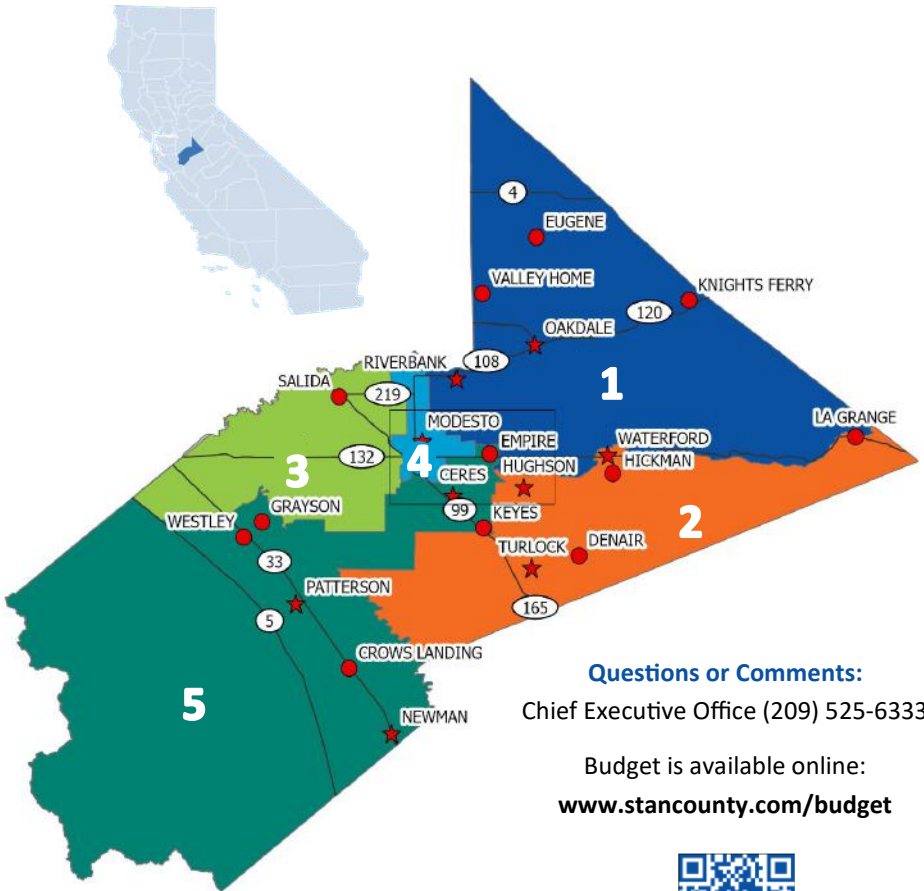 4
EUGENE
VALLEY HOME
KNIGHTS FERRY
120
OAKDALE
108
RIVERBANK
1
SALIDA
219
MODESTO
LA GRANGE
EMPIRE
WATERFORD
132
4
HICKMAN
3
CERES
HUGHSON
99
GRAYSON
KEYES
2
WESTLEY
TURLOCK
DENAIR
33
PATTERSON
165
5
CROWS LANDING
5
NEWMAN
Questions or Comments:
Chief Executive Office (209) 525-6333
Budget is available online:
www.stancounty.com/budget